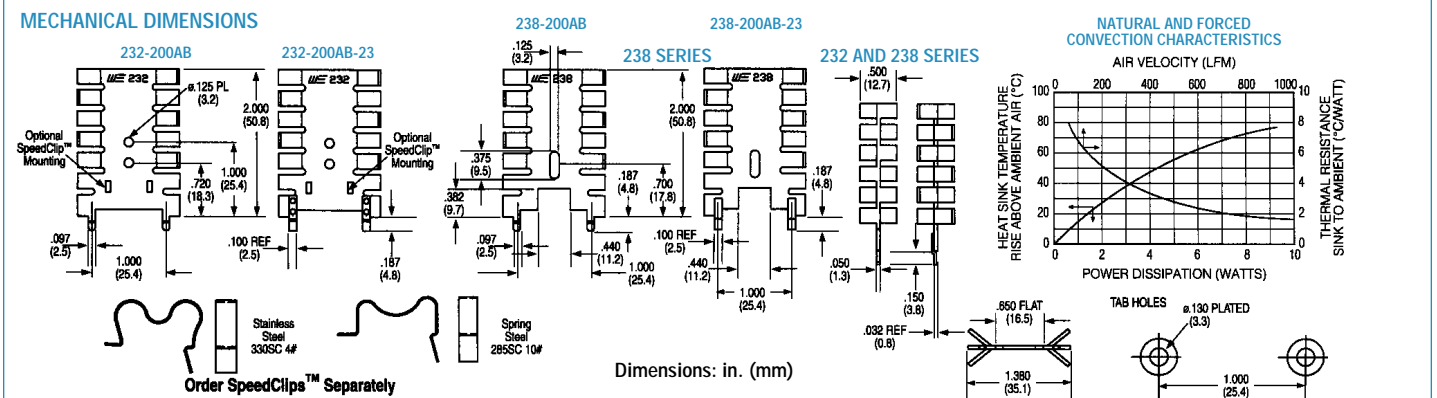 MECHANICAL DIMENSIONS
232-200AB
232-200AB-23
238-200AB
238-200AB-23
238 SERIES
232 AND 238 SERIES
NATURAL AND FORCED
CONVECTION CHARACTERISTICS
232
ø.125 PL
(3.2)
Optional
SpeedClip™
Mounting
2.000
(50.8)
1.000
(25.4)
.720
(18.3)
.097
(2.5)
1.000
(25.4)
232
Optional
SpeedClip™
Mounting
.100 REF
(2.5)
.187
(4.8)
.125
(3.2)
238
.375
(9.5)
.382
(9.7)
.187
(4.8)
.700
(17.8)
2.000
(50.8)
.097
(2.5)
.440
(11.2)
1.000
(25.4)
238
.187
(4.8)
.100 REF
(2.5)
.440
(11.2)
1.000
(25.4)
.500
(12.7)
.050
(1.3)
.150
(3.8)
.032 REF
(0.8)
AIR VELOCITY (LFM)
0 200 400 600 800 1000
HEAT SINK TEMPERATURE
RISE ABOVE AMBIENT AIR (°C)
100
80
60
40
20
0
10
8
6
4
2
0
THERMAL RESISTANCE
SINK TO AMBIENT (°C/WATT)
0 2 4 6 8 10
POWER DISSIPATION (WATTS)
Stainless
Steel
330SC 4#
Spring
Steel
285SC 10#
Order SpeedClips™ Separately
Dimensions: in. (mm)
.650 FLAT
(16.5)
1.380
(35.1)
TAB HOLES
ø.130 PLATED
(3.3)
1.000
(25.4)